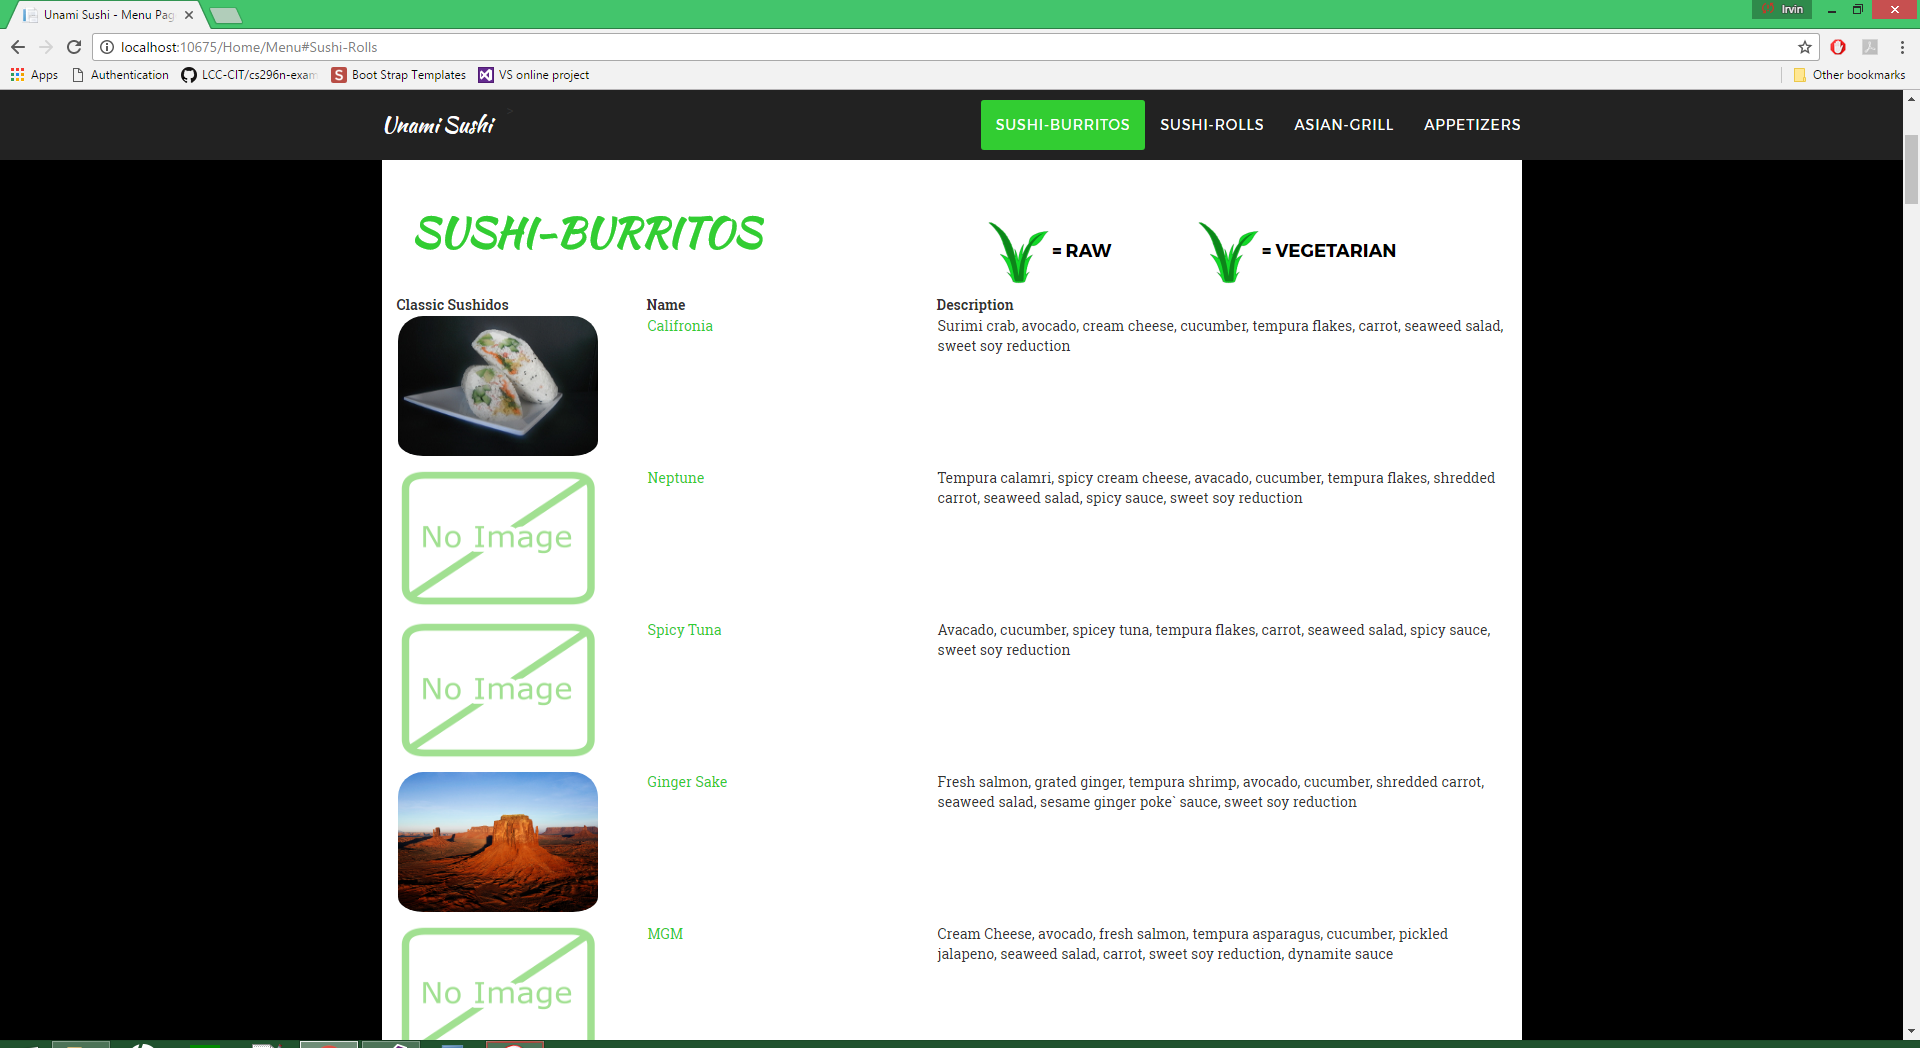 Unami Sushi - Menu Pag
Irvin
localhost:10675/Home/Menu#Sushi-Rolls
Apps
Authentication
LCC-CIT/cs296n-exam
Boot Strap Templates
VS online project
Other bookmarks
Unami Sushi
SUSHI-BURRITOS
SUSHI-ROLLS
ASIAN-GRILL
APPETIZERS
SUSHI-BURRITOS
= RAW
= VEGETARIAN
Classic Sushidos
Name
Description
Califronia
Surimi crab, avocado, cream cheese, cucumber, tempura flakes, carrot, seaweed salad,
sweet soy reduction
No Image
Neptune
Tempura calamri, spicy cream cheese, avacado, cucumber, tempura flakes, shredded
carrot, seaweed salad, spicy sauce, sweet soy reduction
No Image
Spicy Tuna
Avacado, cucumber, spicey tuna, tempura flakes, carrot, seaweed salad, spicy sauce,
sweet soy reduction
Ginger Sake
Fresh salmon, grated ginger, tempura shrimp, avocado, cucumber, shredded carrot,
seaweed salad, sesame ginger poke` sauce, sweet soy reduction
No Image
MGM
Cream Cheese, avocado, fresh salmon, tempura asparagus, cucumber, pickled
jalapeno, seaweed salad, carrot, sweet soy reduction, dynamite sauce